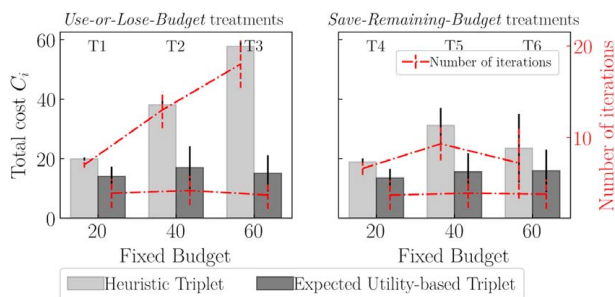 Use-or-Lose-Budget treatments
Save-Remaining-Budget treatments
T1 T2 T3
T4 T5 T6
Number of iterations
Total cost Ci
60
40
20
0
20
10
Number of iterations
20 40 60
20 40 60
Fixed Budget
Fixed Budget
Heuristic Triplet
Expected Utility-based Triplet